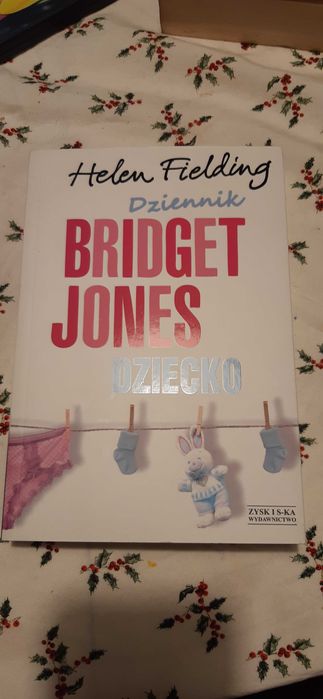 Helen Fielding
Dziennik
BRIDGET
JONES
DZIECKO
ZYSK I S-KA
WYDAWNICTWO